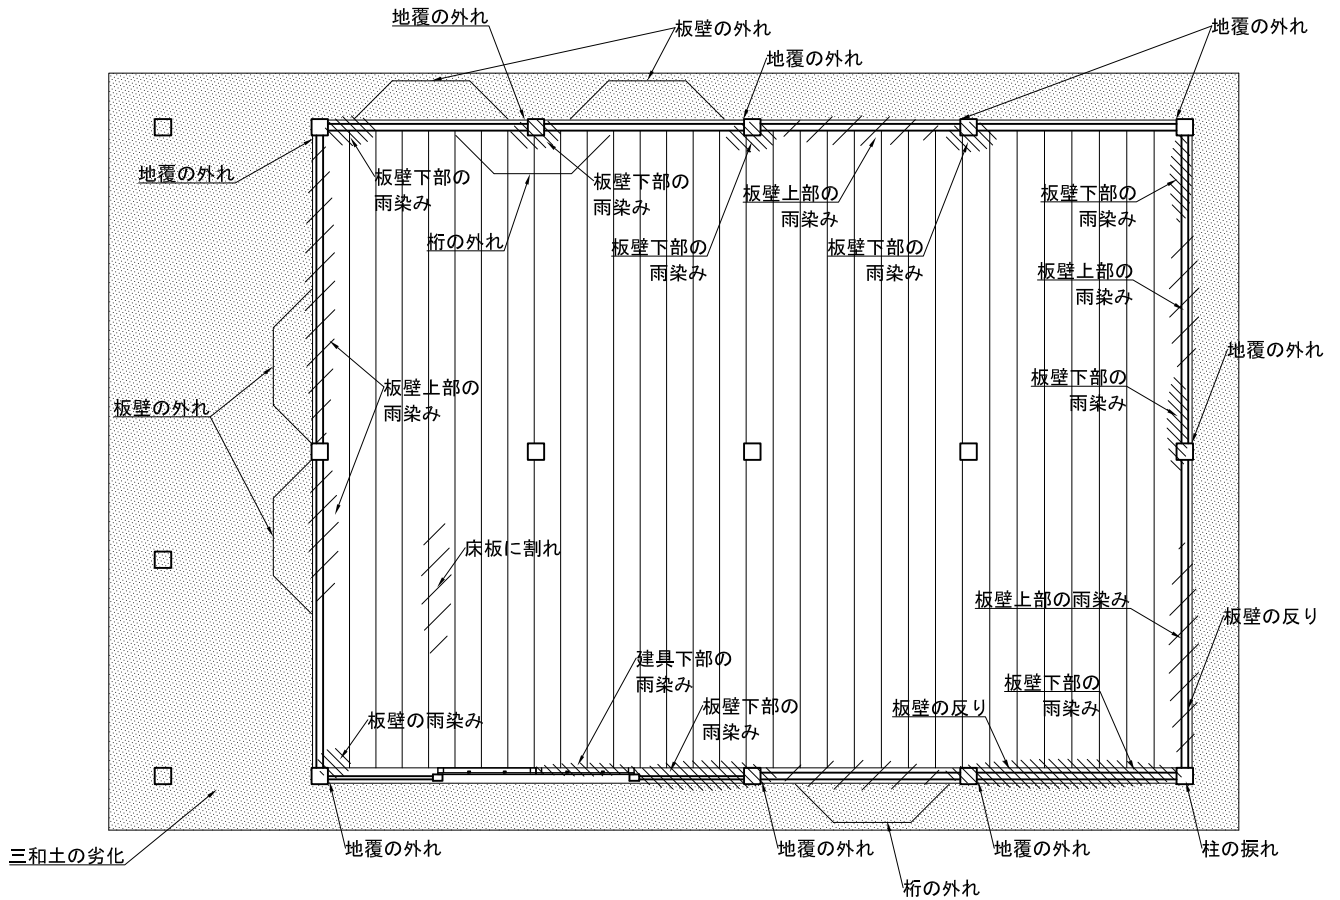 地覆の外れ
板壁の外れ
地覆の外れ
地覆の外れ
地覆の外れ
板壁下部の
雨染み
板壁下部の
雨染み
板壁上部の
雨染み
板壁下部の
雨染み
桁の外れ
板壁下部の
雨染み
板壁下部の
雨染み
板壁上部の
雨染み
地覆の外れ
板壁下部の
雨染み
板壁上部の
雨染み
板壁の外れ
床板に割れ
板壁上部の雨染み
板壁の反り
建具下部の
雨染み
板壁下部の
雨染み
板壁の雨染み
板壁下部の
雨染み
板壁の反り
三和土の劣化
地覆の外れ
地覆の外れ
地覆の外れ
柱の捩れ
桁の外れ